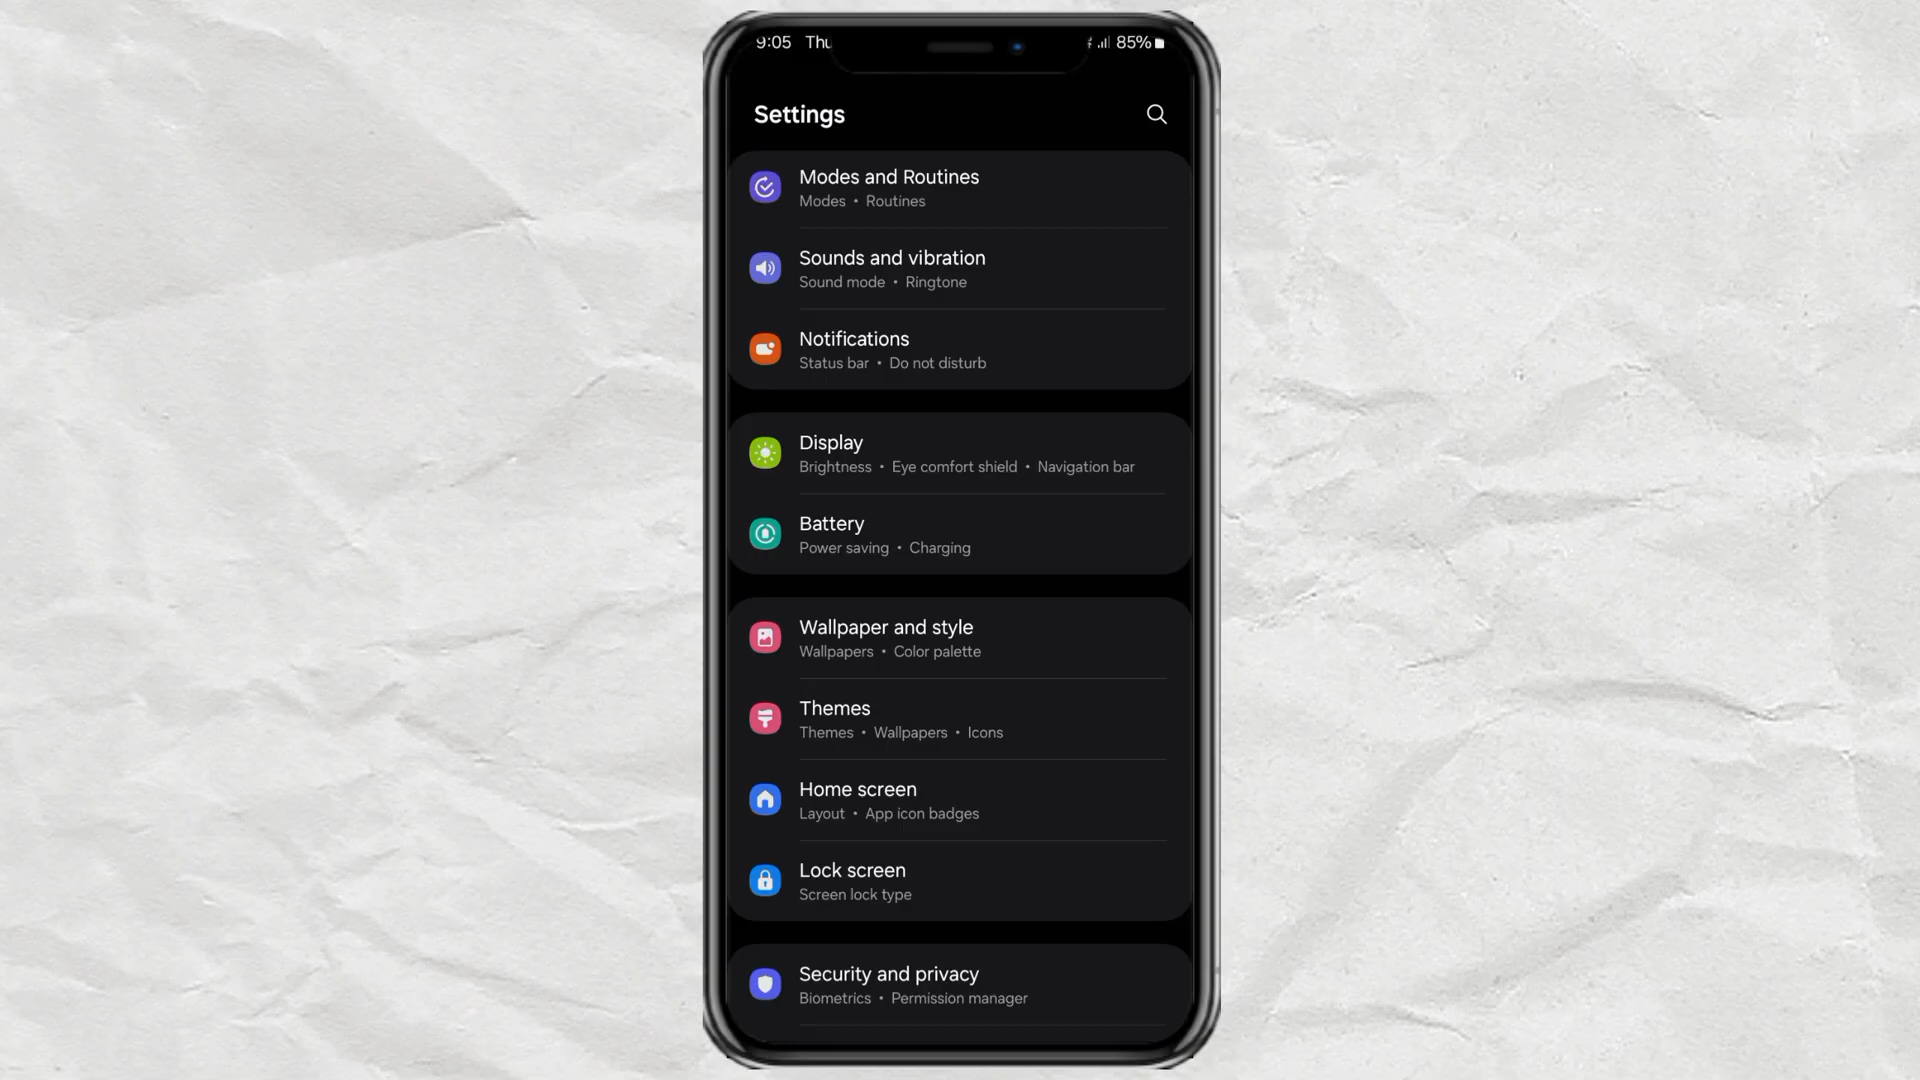 9:05 Thu 85%
Settings
Modes and Routines
Modes • Routines
Sounds and vibration
Sound mode • Ringtone
Notifications
Status bar • Do not disturb
Display
Brightness • Eye comfort shield • Navigation bar
Battery
Power saving • Charging
Wallpaper and style
Wallpapers • Color palette
Themes
Themes • Wallpapers • Icons
Home screen
Layout • App icon badges
Lock screen
Screen lock type
Security and privacy
Biometrics • Permission manager